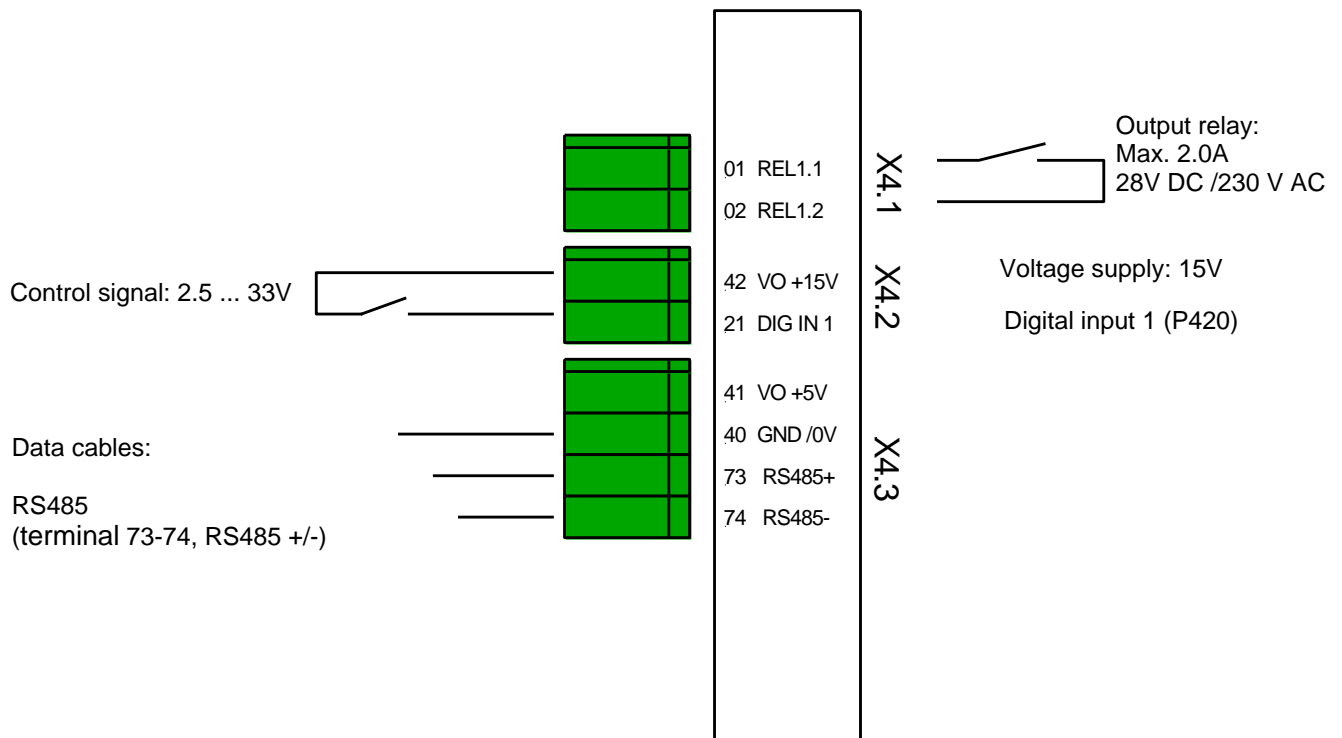 Output relay:
Max. 2.0A
28V DC /230 V AC
01 REL1.1
02 REL1.2
X4.1
Control signal: 2.5 ... 33V
42 VO +15V
21 DIG IN 1
X4.2
Voltage supply: 15V
Digital input 1 (P420)
Data cables:
RS485
(terminal 73-74, RS485 +/-)
41 VO +5V
40 GND /0V
73 RS485+
74 RS485-
X4.3